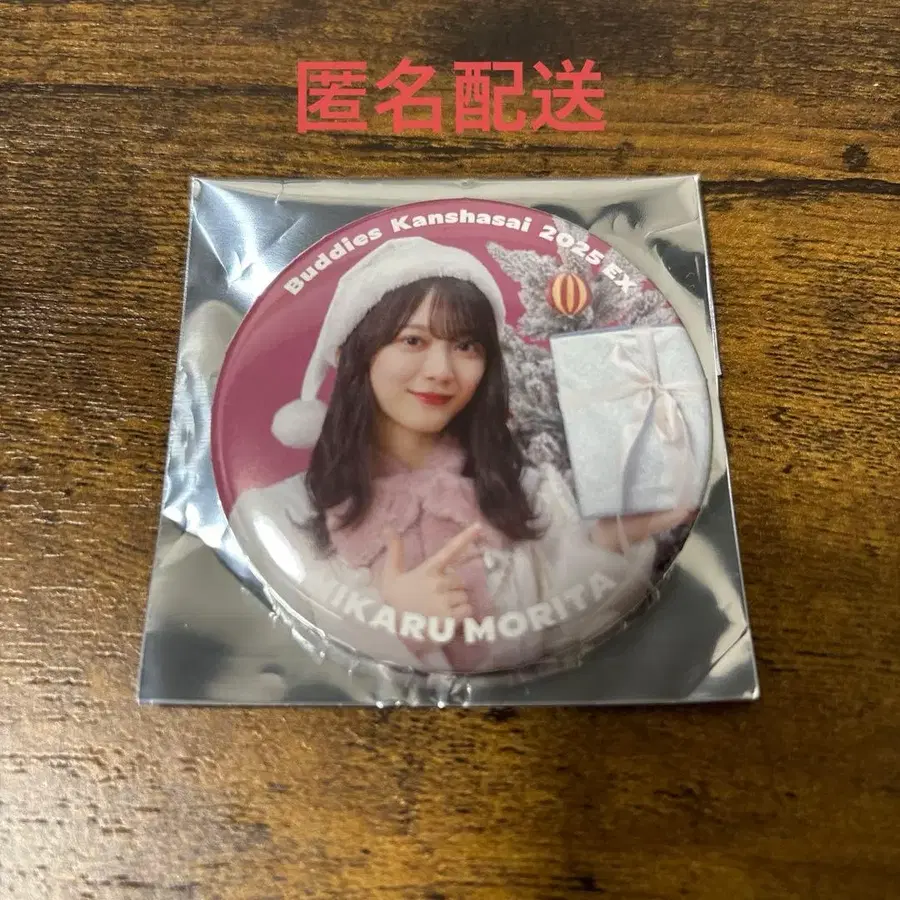 匿名配送
Buddies Kanshasai 2025 EX
IKARU MORITA